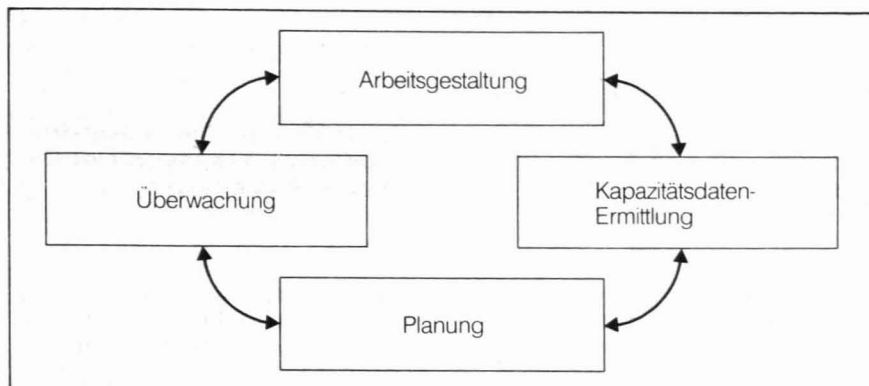 Arbeitsgestaltung
Überwachung
Kapazitätsdaten-
Ermittlung
Planung